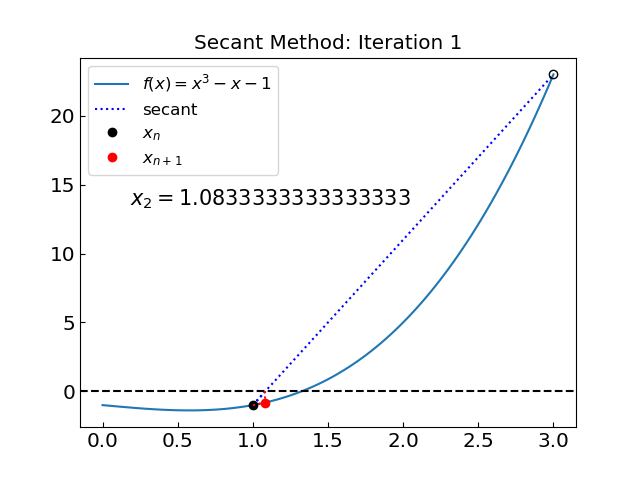 Secant Method: Iteration 1
f(x) = x³ − x − 1
secant
xₙ
xₙ₊₁
x₂ = 1.0833333333333333
20
15
10
5
0
0.0 0.5 1.0 1.5 2.0 2.5 3.0